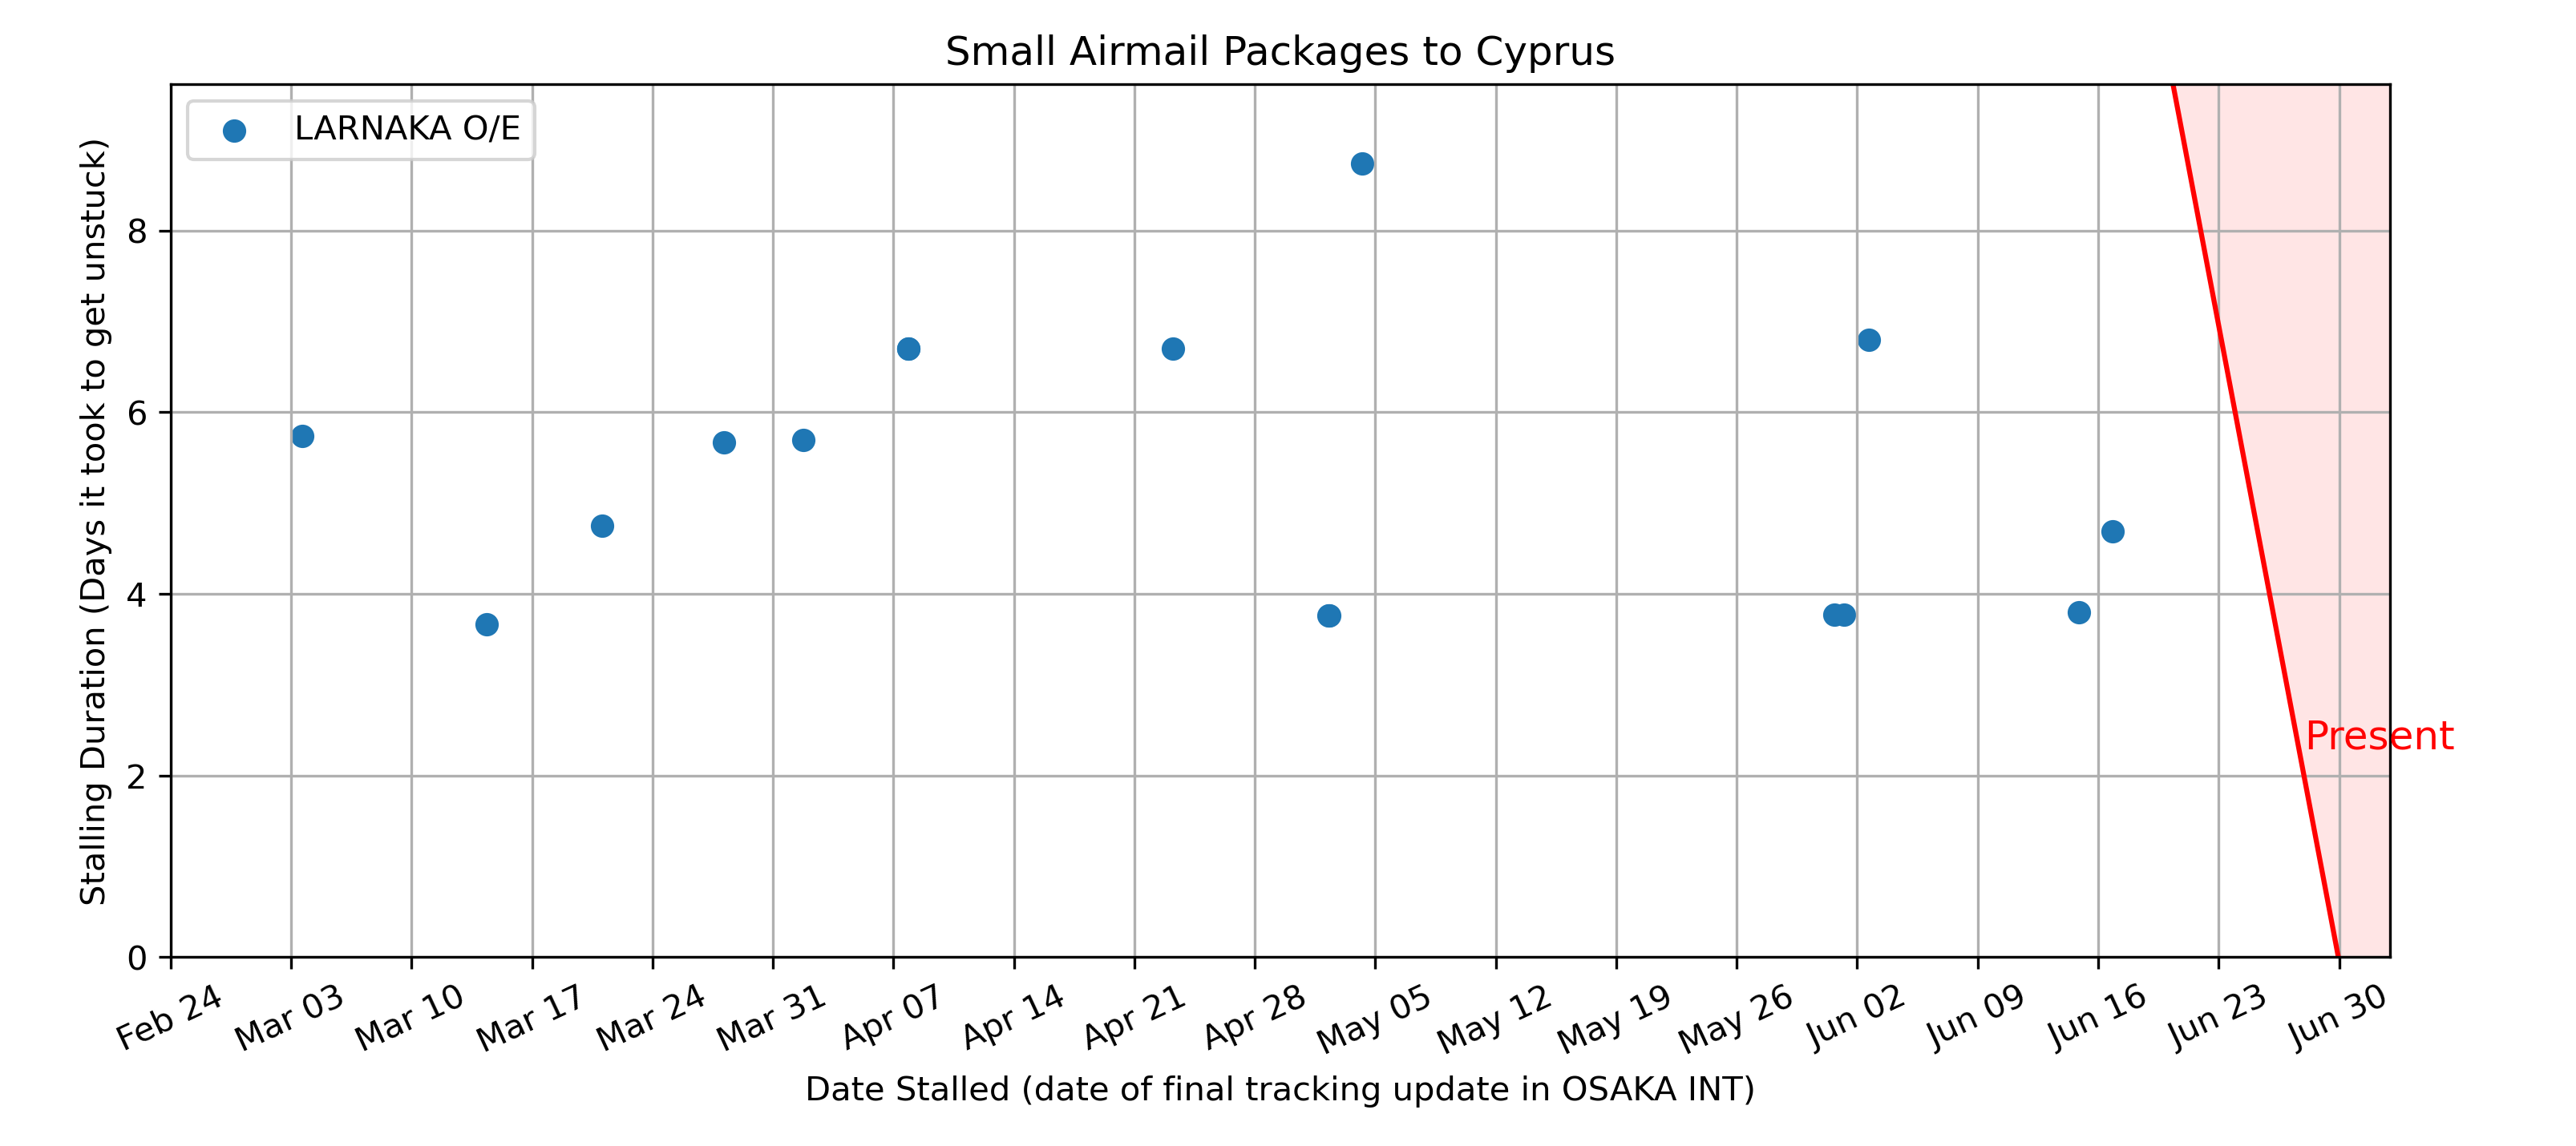 Small Airmail Packages to Cyprus
LARNAKA O/E
Stalling Duration (Days it took to get unstuck)
8
6
4
2
0
Present
Feb 24
Mar 03
Mar 10
Mar 17
Mar 24
Mar 31
Apr 07
Apr 14
Apr 21
Apr 28
May 05
May 12
May 19
May 26
Jun 02
Jun 09
Jun 16
Jun 23
Jun 30
Date Stalled (date of final tracking update in OSAKA INT)